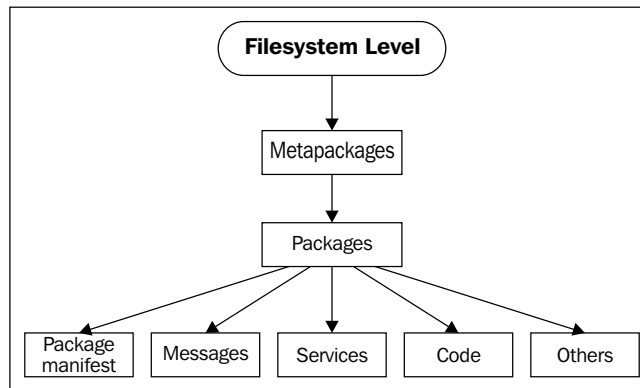 Filesystem Level
Metapackages
Packages
Package
manifest
Messages
Services
Code
Others